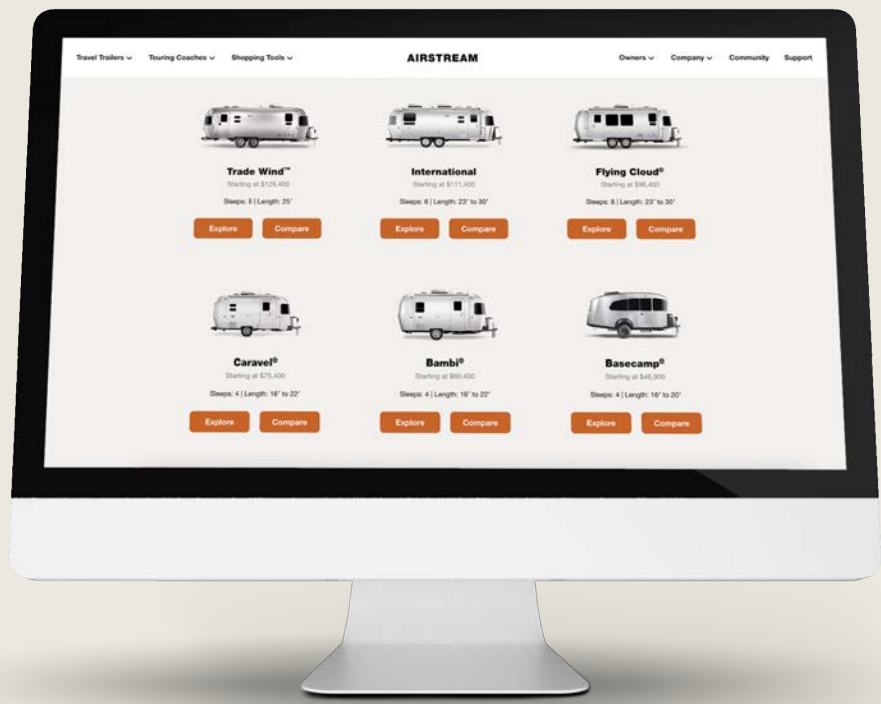 Travel Trailers Touring Coaches Shopping Tools AIRSTREAM Owners Company Community Support
Trade Wind™ International Flying Cloud®
Starting at $129,400 Starting at $111,400 Starting at $96,400
Sleeps: 5 | Length: 25' Sleeps: 6 | Length: 23' to 30' Sleeps: 8 | Length: 23' to 30'
Explore Compare Explore Compare Explore Compare
Caravel® Bambi® Basecamp®
Starting at $75,400 Starting at $60,400 Starting at $48,900
Sleeps: 4 | Length: 16' to 22' Sleeps: 4 | Length: 16' to 22' Sleeps: 4 | Length: 16' to 20'
Explore Compare Explore Compare Explore Compare